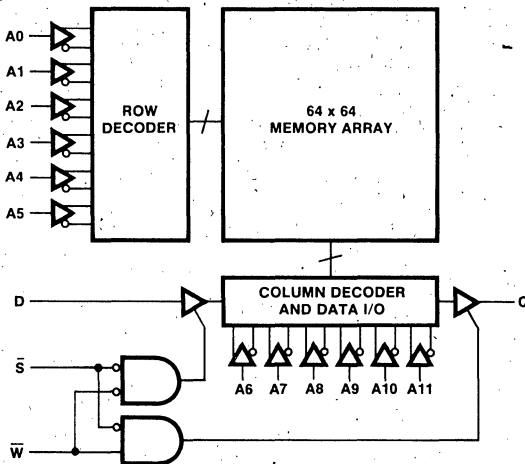 A0
A1
A2
A3
A4
A5
ROW
DECODER
64 x 64
MEMORY ARRAY
D
COLUMN DECODER
AND DATA I/O
Q
A6 A7 A8 A9 A10 A11
S̅
W̅